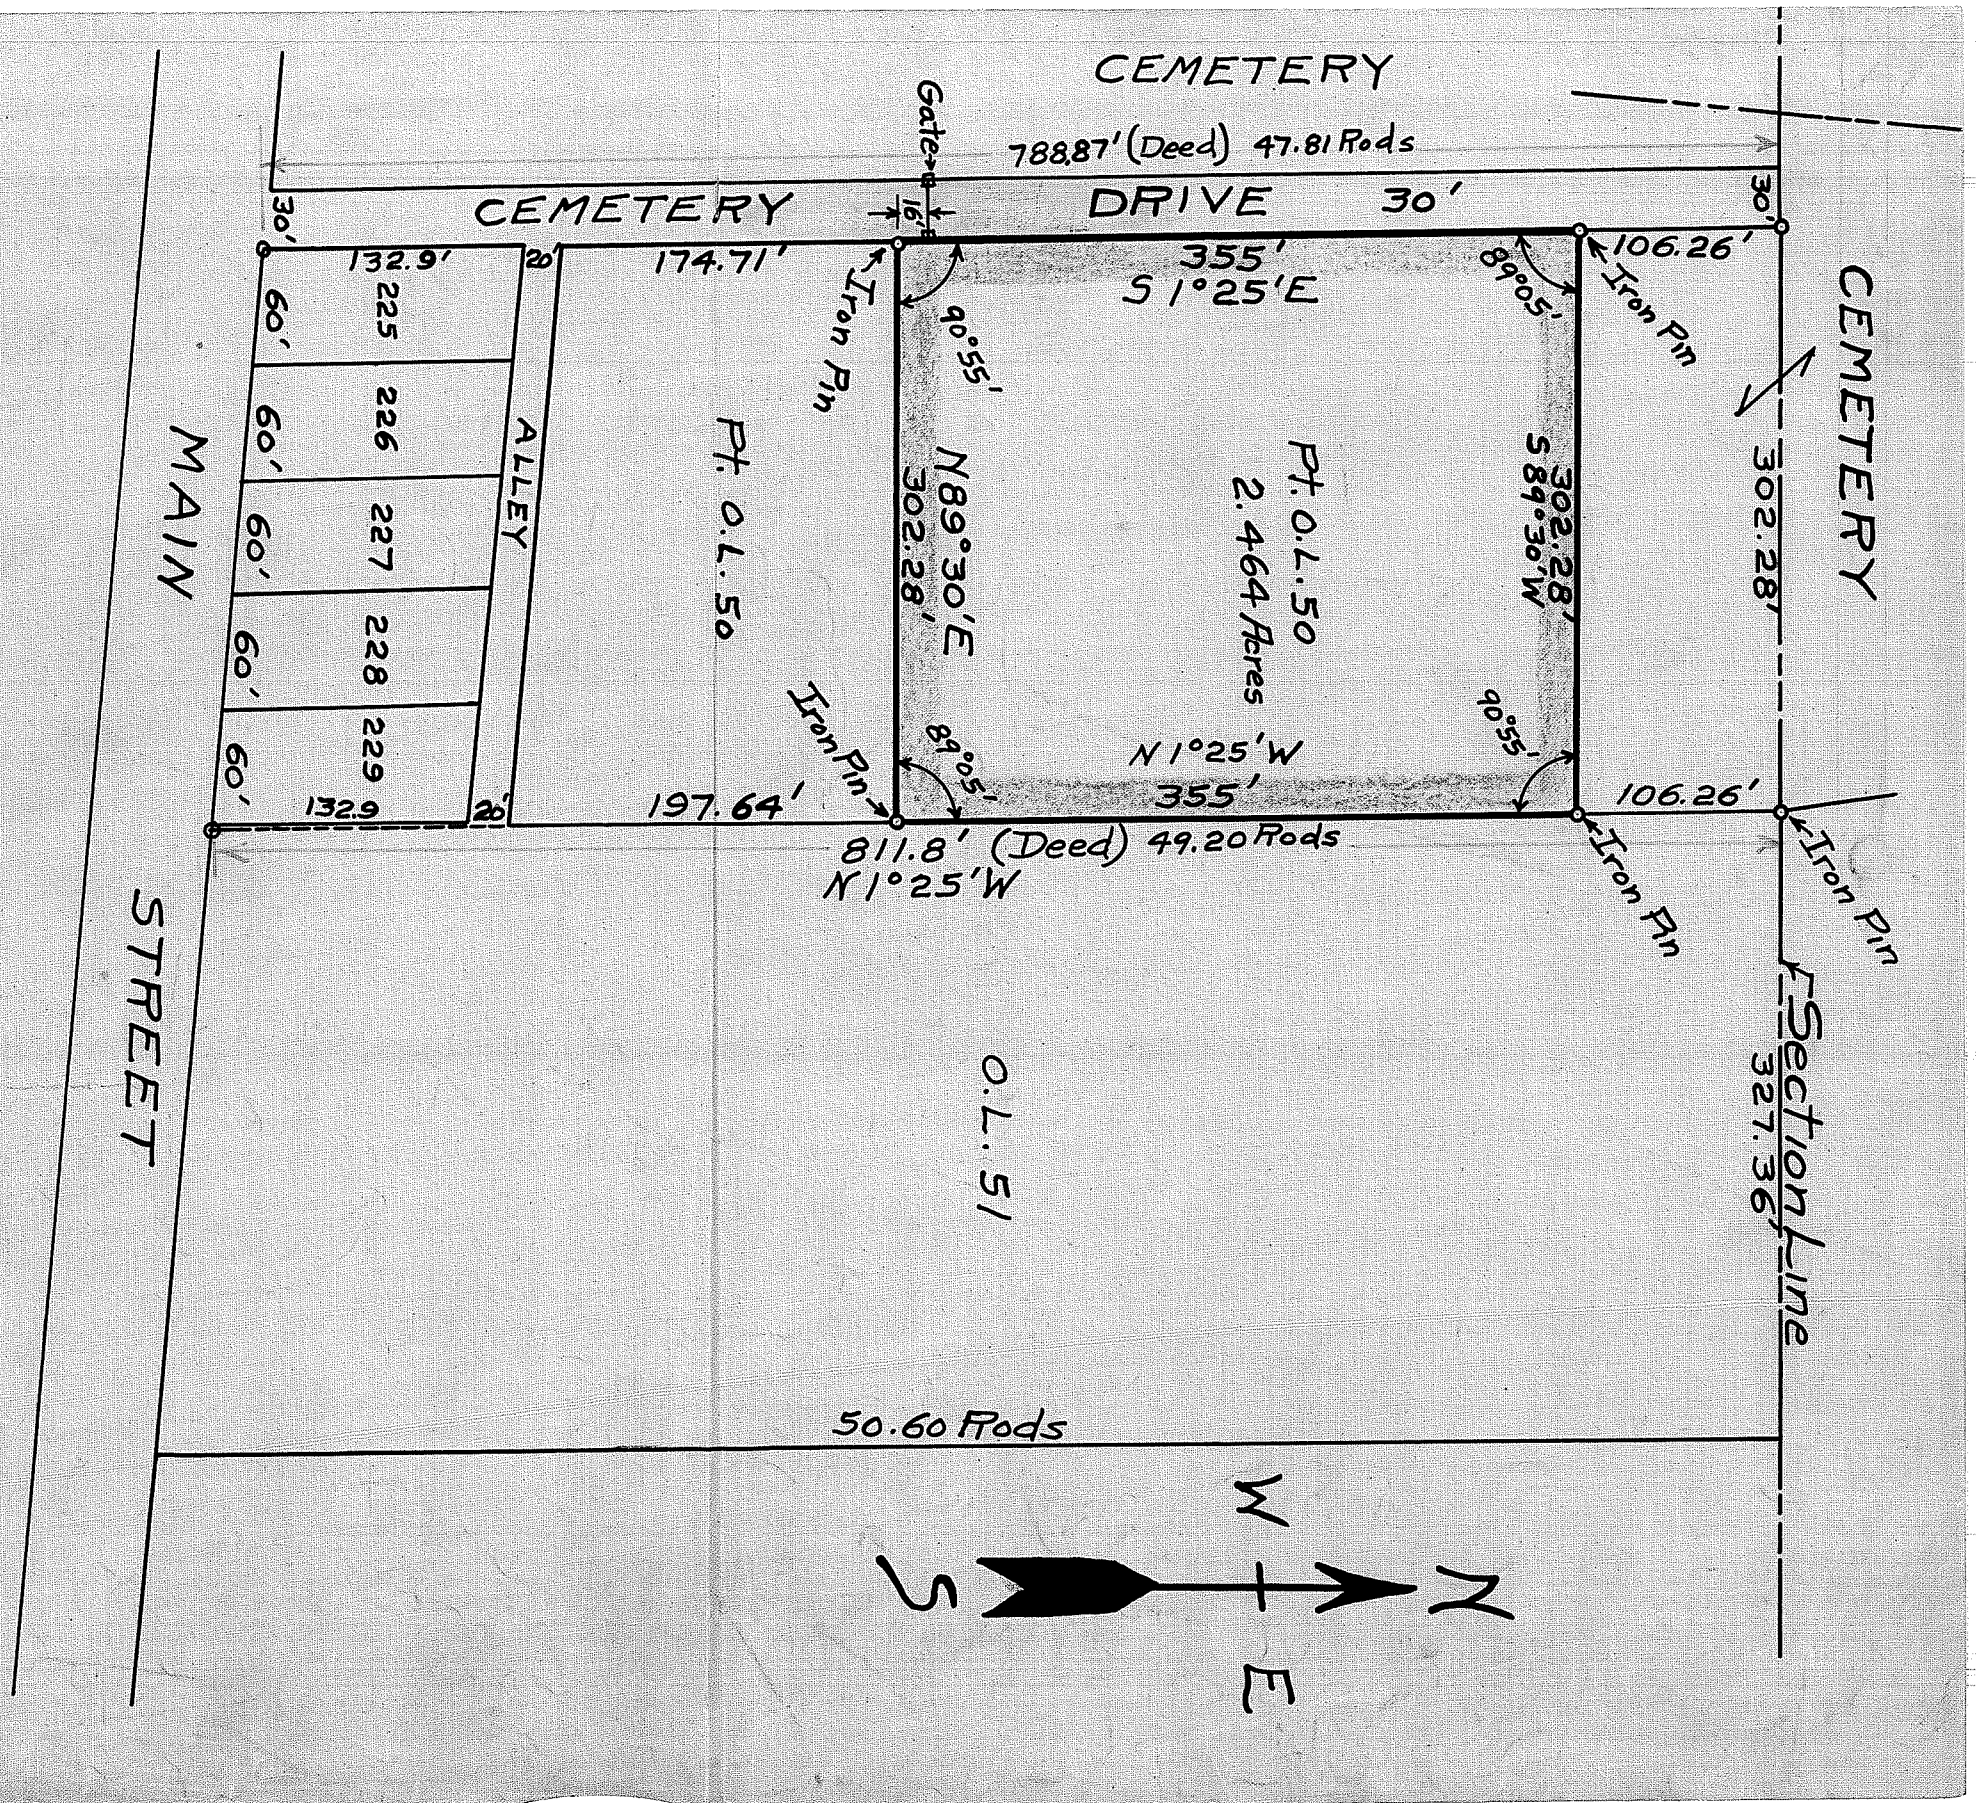 CEMETERY
Gate
788.87' (Deed) 47.81 Rods
CEMETERY DRIVE 30'
30'
16'
30'
132.9'
20'
174.71'
355'
S 1°25'E
106.26'
Iron Pin
90°55'
89°05'
Iron Pin
CEMETERY
225
60'
226
60'
227
60'
228
60'
229
60'
ALLEY
MAIN STREET
Pt. O.L. 50
N 89°30'E
302.28'
Pt. O.L. 50
2.464 Acres
302.28'
S 89°30'W
302.28'
Iron Pin
89°05'
N 1°25'W
355'
90°55'
132.9
20'
197.64'
106.26'
811.8' (Deed) 49.20 Rods
N 1°25'W
Iron Pin
Iron Pin
Section Line
327.36'
O.L. 51
50.60 Rods
W
S
N
E